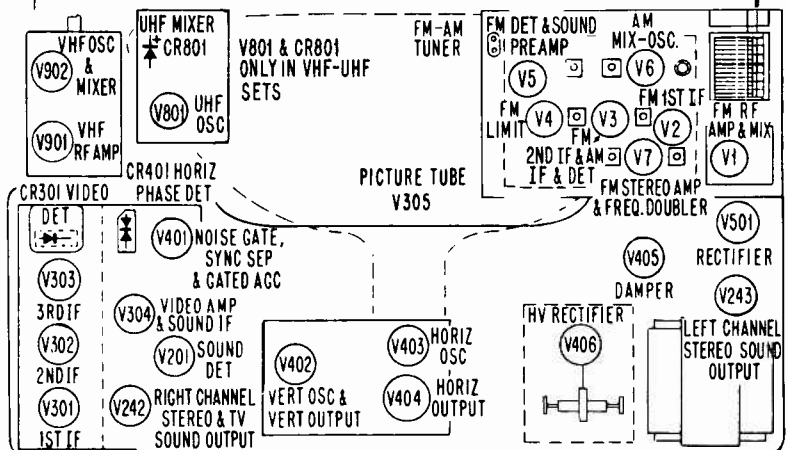 VHF OSC
&
MIXER
V902
V901
VHF
RF AMP
UHF MIXER
CR801
V801
UHF
OSC
V801 & CR801
ONLY IN VHF-UHF
SETS
FM-AM
TUNER
FM DET & SOUND
PREAMP
V5
AM
MIX-OSC.
V6
FM
LIMIT
V4
V3
FM
2ND IF & AM
IF & DET
FM 1ST IF
V2
V7
FM STEREO AMP
& FREQ. DOUBLER
FM RF
AMP & MIX
V1
PICTURE TUBE
V305
CR301 VIDEO
DET
CR401 HORIZ
PHASE DET
V401
NOISE GATE,
SYNC SEP
& GATED AGC
V303
3RD IF
V304
VIDEO AMP
& SOUND IF
V302
2ND IF
V201
SOUND
DET
V301
1ST IF
V242
RIGHT CHANNEL
STEREO & TV
SOUND OUTPUT
V402
VERT OSC &
VERT OUTPUT
V403
HORIZ
OSC
V404
HORIZ
OUTPUT
HV RECTIFIER
V406
V405
DAMPER
V501
RECTIFIER
V243
LEFT CHANNEL
STEREO SOUND
OUTPUT